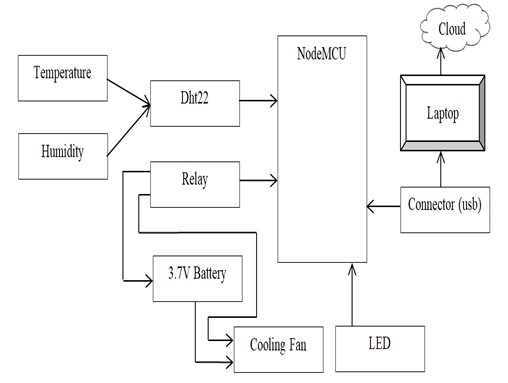 Cloud
NodeMCU
Temperature
Dht22
Laptop
Humidity
Relay
Connector (usb)
3.7V Battery
Cooling Fan
LED